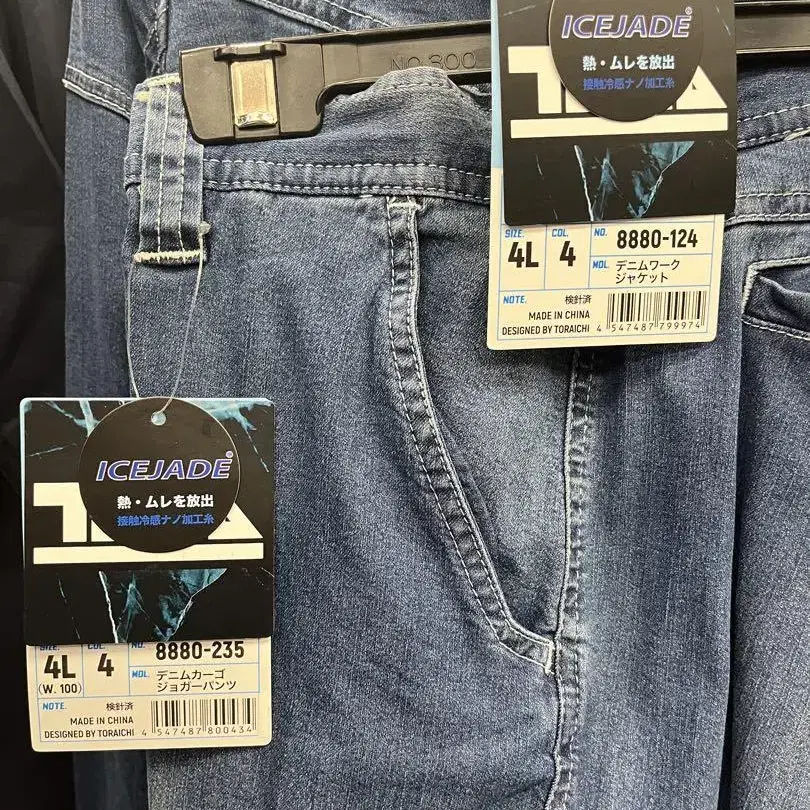 NO.800
ICEJADE®
熱・ムレを放出
接触冷感ナノ加工糸
SIZE. 4L
COL. 4
NO. 8880-124
MDL. デニムワーク
ジャケット
NOTE. 検針済
MADE IN CHINA
DESIGNED BY TORAICHI
4 547487 799974
ICEJADE®
熱・ムレを放出
接触冷感ナノ加工糸
SIZE. 4L
(W. 100)
COL. 4
NO. 8880-235
MDL. デニムカーゴ
ジョガーパンツ
NOTE. 検針済
MADE IN CHINA
DESIGNED BY TORAICHI
4 547487 800434